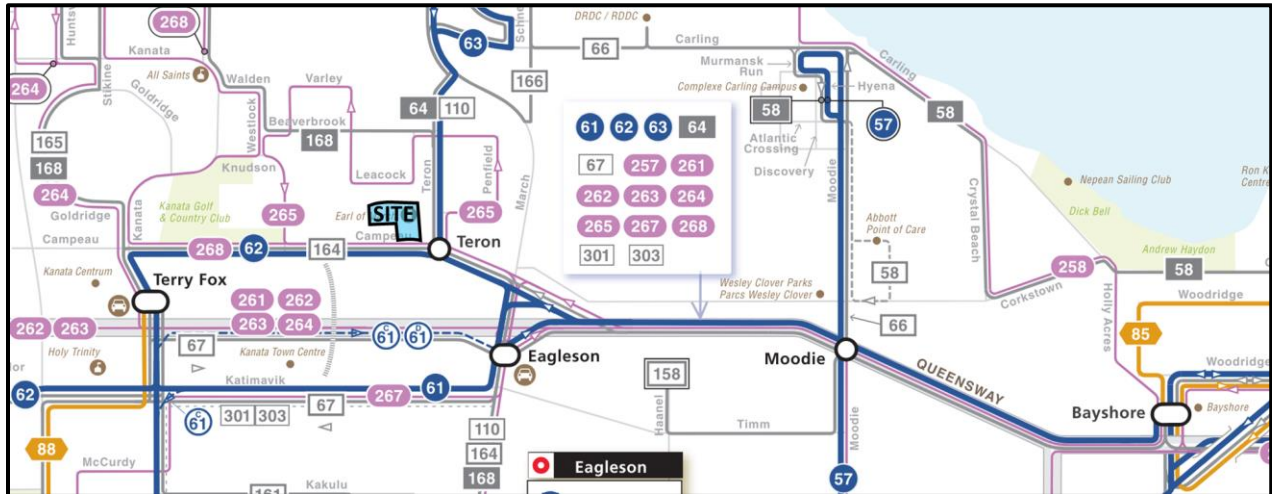 268
63
DRDC / RDDC
66
Carling
Kanata
Walden
Varley
Murmansk
Run
All Saints
Goldridge
Stikine
264
166
64
110
Complexe Carling Campus
Hyena
Carling
58
57
58
61 62 63 64
67 257 261
262 263 264
265 267 268
301 303
Atlantic
Crossing
Discovery
Westlock
Beaverbrook
168
165
168
Knudson
Leacock
Teron
Penfield
March
Moodie
Crystal Beach
Nepean Sailing Club
Ron K
Centre
264
Goldridge
Kanata
Kanata Golf
& Country Club
265
Earl of
SITE
265
Dick Bell
Abbott
Point of Care
Campeau
268
62
164
Campeau
Teron
Andrew Haydon
58
258
58
Kanata Centrum
Terry Fox
Wesley Clover Parks
Parcs Wesley Clover
Corkstown
Holly Acres
Woodridge
261 262
263 264
262 263
61 61
66
85
Holy Trinity
67
Kanata Town Centre
Eagleson
Moodie
QUEENSWAY
Woodridge
158
62
Katimavik
267
61
Bayshore
Bayshore
61
301 303
67
110
164
168
Haanel
Timm
Moodie
88
McCurdy
Eagleson
57
Kakulu
161